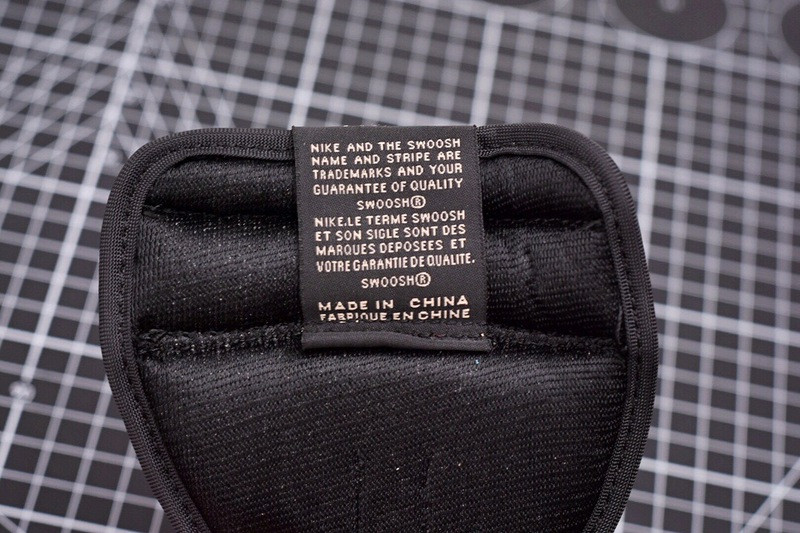 NIKE AND THE SWOOSH
NAME AND STRIPE ARE
TRADEMARKS AND YOUR
GUARANTEE OF QUALITY
SWOOSH®
NIKE.LE TERME SWOOSH
ET SON SIGLE SONT DES
MARQUES DEPOSEES ET
VOTRE GARANTIE DE QUALITE.
SWOOSH®
MADE IN CHINA
FABRIQUE EN CHINE